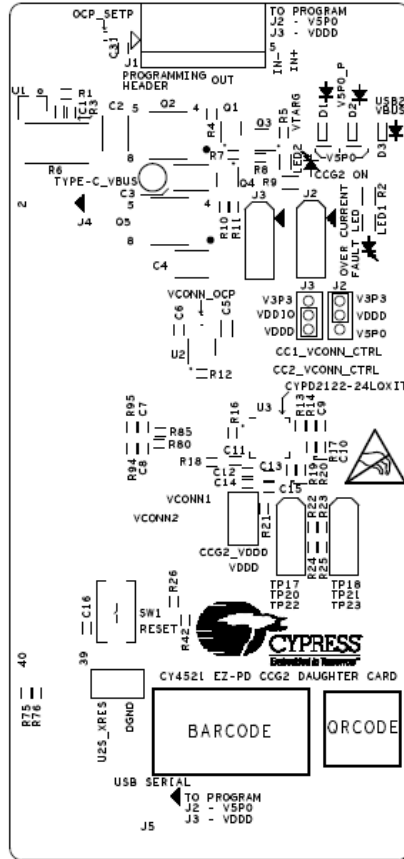 OCP_SETP
TO PROGRAM
J2 - V5P0
J3 - VDDD
C31
J1
5
IN-
IN+
PROGRAMMING
HEADER
OUT
U1
R1
C1
R3
C2
5
Q2
4
Q1
R4
Q3
R5
VTARG
D1
V5P0_P
D2
USB2
VBUS
D3
R6
8
R7
R8
LED2
V5P0
TYPE-C_VBUS
Q4
R9
CCG2 ON
2
C3
J4
5
Q5
4
8
R10
R11
J3
J2
OVER CURRENT
FAULT LED
LED1
R2
C4
VCONN_OCP
C6
C5
U2
R12
J3
J2
V3P3
VDDIO
VDDD
V3P3
VDDD
V5P0
CC1_VCONN_CTRL
CC2_VCONN_CTRL
CYPD2122-24LQXIT
R95
C7
R85
R80
R94
C8
R16
U3
R13
R14
C9
R17
C10
C11
R18
C12
C13
C14
C15
R19
R20
VCONN1
VCONN2
R21
R22
R23
CCG2_VDDD
VDDD
R24
R25
TP17
TP20
TP22
TP18
TP21
TP23
C16
SW1
RESET
R26
R42
CYPRESS
Embedded in Tomorrow
40
39
CY4521 EZ-PD CCG2 DAUGHTER CARD
R75
R76
U2S_XRES
DGND
BARCODE
QRCODE
USB SERIAL
TO PROGRAM
J2 - V5P0
J3 - VDDD
J5